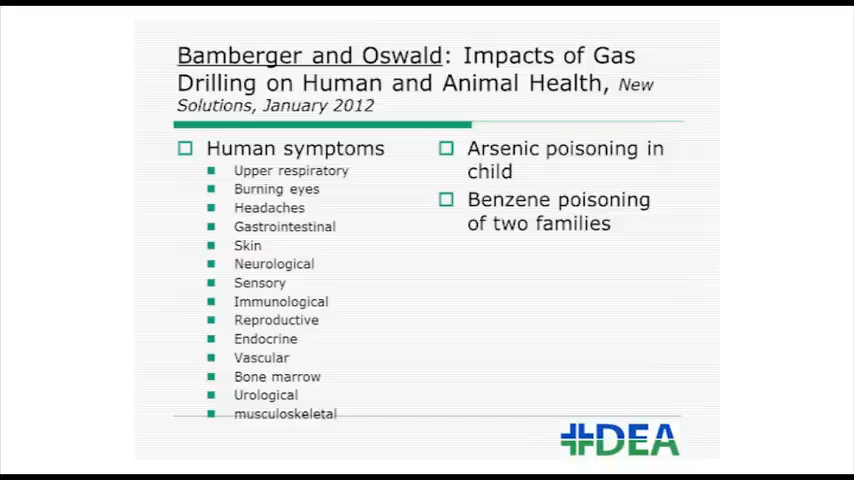 Bamberger and Oswald: Impacts of Gas
Drilling on Human and Animal Health, New
Solutions, January 2012
Human symptoms
Upper respiratory
Burning eyes
Headaches
Gastrointestinal
Skin
Neurological
Sensory
Immunological
Reproductive
Endocrine
Vascular
Bone marrow
Urological
musculoskeletal
Arsenic poisoning in
child
Benzene poisoning
of two families
HDEA